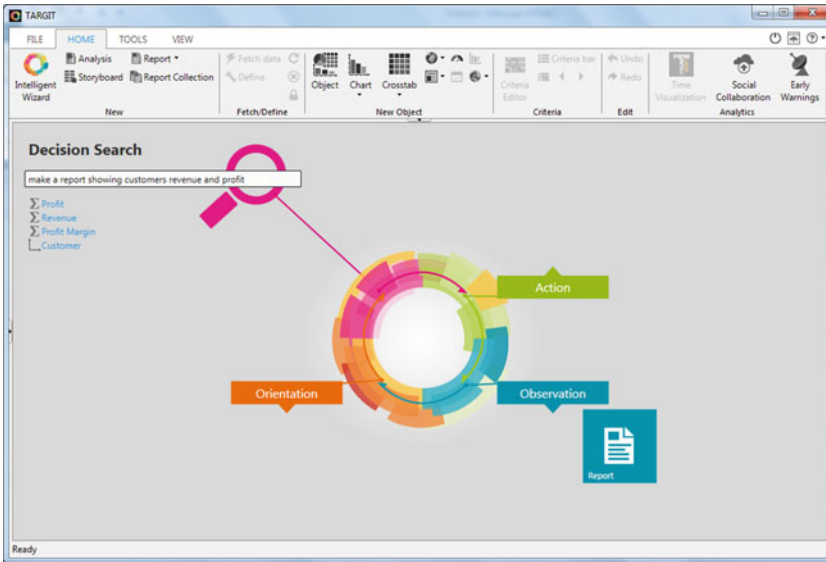 TARGIT
FILE HOME TOOLS VIEW
Analysis Report Fetch data Criteria bar Undo
Storyboard Report Collection Define Redo
Intelligent Wizard Object Chart Crosstab Criteria Editor Time Visualization Social Collaboration Early Warnings
New Fetch/Define New Object Criteria Edit Analytics
Decision Search
make a report showing customers revenue and profit
Σ Profit
Σ Revenue
Σ Profit Margin
Customer
Action
Orientation
Observation
Report
Ready